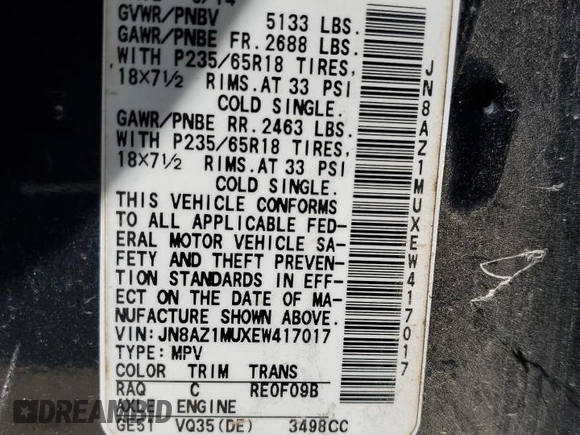 GVWR/PNBV 5133 LBS.
GAWR/PNBE FR. 2688 LBS.
WITH P235/65R18 TIRES,
18X7½ RIMS. AT 33 PSI
COLD SINGLE.
GAWR/PNBE RR. 2463 LBS.
WITH P235/65R18 TIRES,
18X7½ RIMS. AT 33 PSI
COLD SINGLE.
THIS VEHICLE CONFORMS
TO ALL APPLICABLE FED-
ERAL MOTOR VEHICLE SA-
FETY AND THEFT PREVEN-
TION STANDARDS IN EFF-
ECT ON THE DATE OF MA-
NUFACTURE SHOWN ABOVE.
VIN: JN8AZ1MUXEW417017
TYPE: MPV
COLOR TRIM TRANS
RAQ C RE0F09B
AXLE ENGINE
GE51 VQ35(DE) 3498CC
JN8AZ1MUXEW417017
DREAMBID